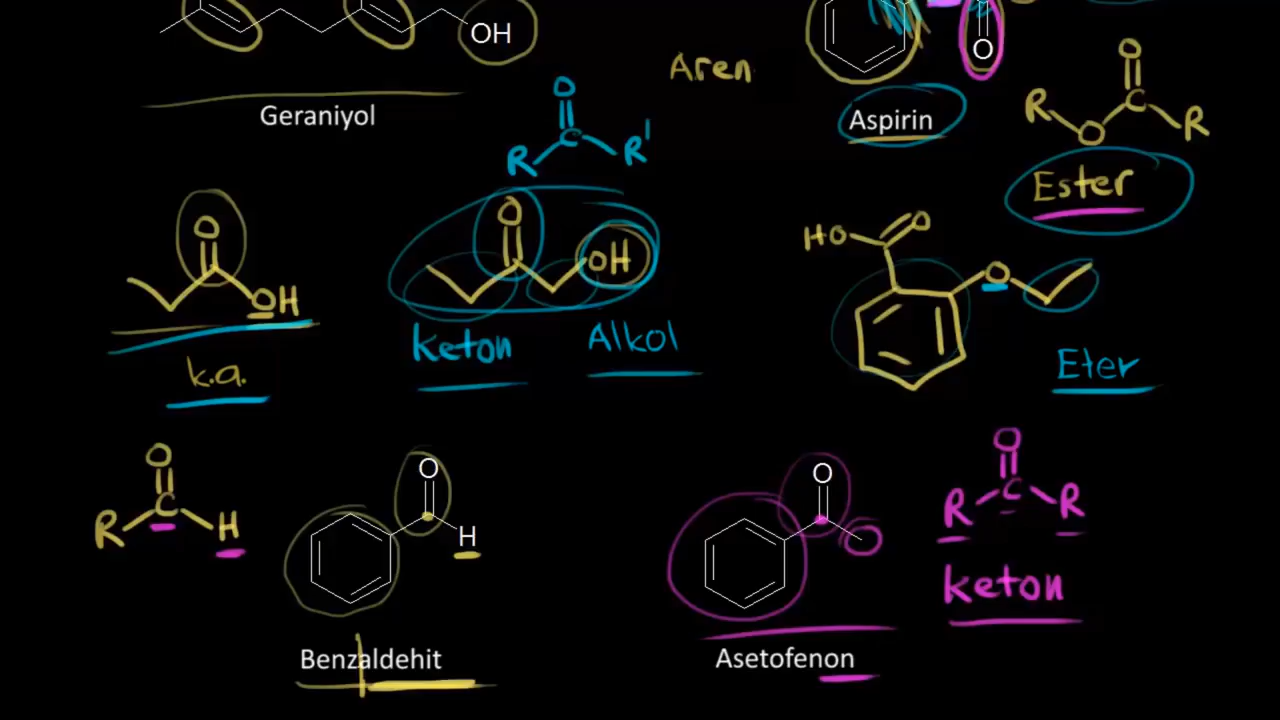 OH
Geraniyol
Aren
O
Aspirin
O
C
R
R'
O
C
R
O
R
Ester
O
OH
k.a.
O
OH
keton
Alkol
HO
O
O
Eter
O
C
R
H
O
H
Benzaldehit
O
Asetofenon
O
C
R
R
keton